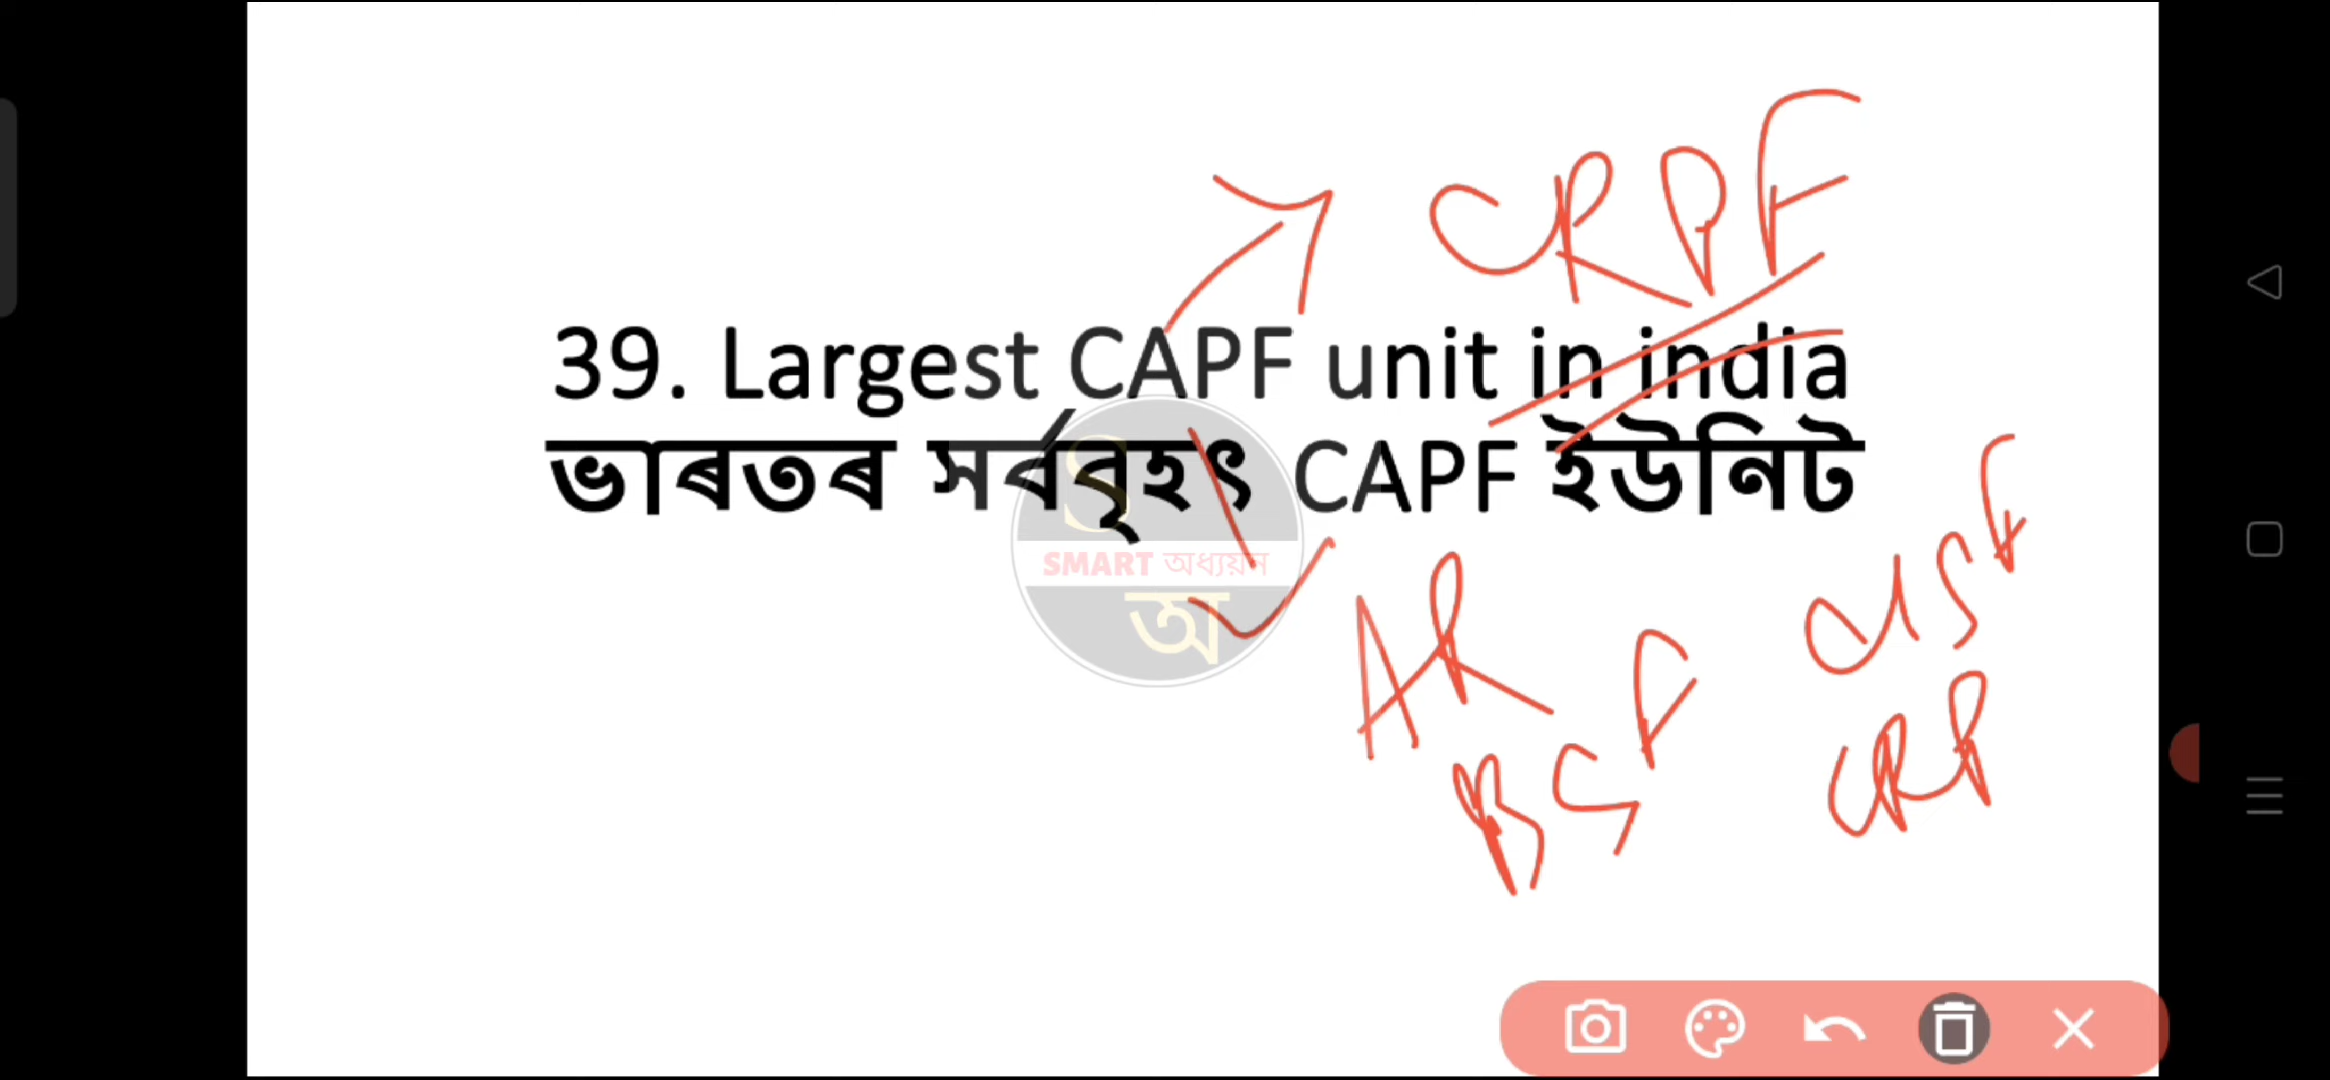 CRPF
39. Largest CAPF unit in india
ভাৰতৰ সৰ্ববৃহৎ CAPF ইউনিট
S
SMART অধ্যয়ন
অ
AR
BSF
CISF
CRP